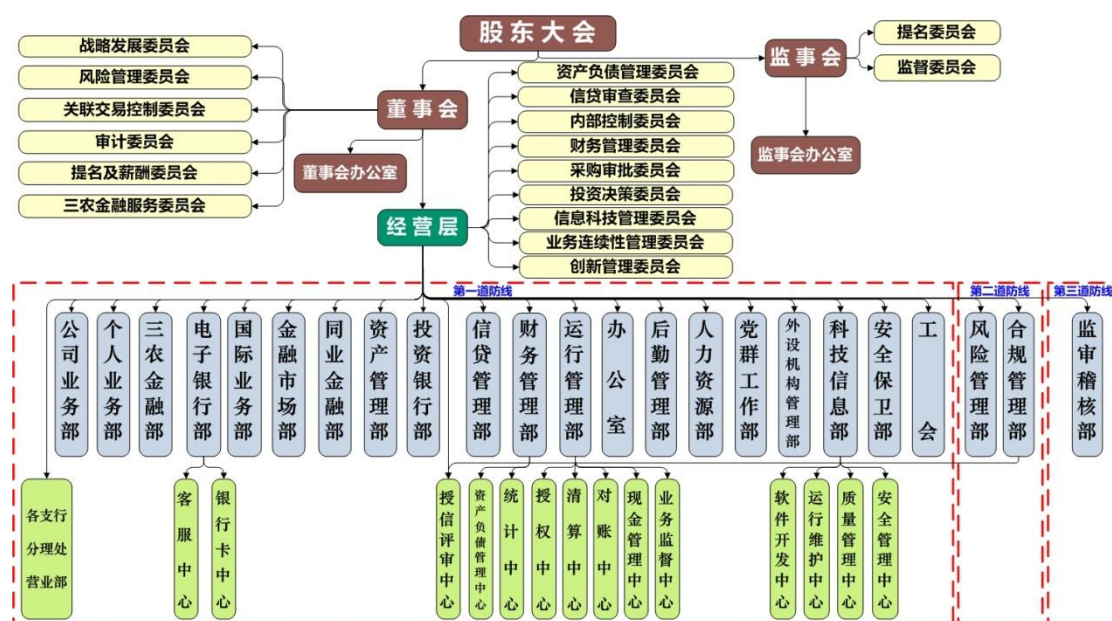 股东大会
战略发展委员会
风险管理委员会
关联交易控制委员会
审计委员会
提名及薪酬委员会
三农金融服务委员会
董事会
董事会办公室
经营层
资产负债管理委员会
信贷审查委员会
内部控制委员会
财务管理委员会
采购审批委员会
投资决策委员会
信息科技管理委员会
业务连续性管理委员会
创新管理委员会
监事会
提名委员会
监督委员会
监事会办公室
第一道防线
第二道防线
第三道防线
公司业务部
个人业务部
三农金融部
电子银行部
国际业务部
金融市场部
同业金融部
资产管理部
投资银行部
信贷管理部
财务管理部
运行管理部
办公室
后勤管理部
人力资源部
党群工作部
外设机构管理部
科技信息部
安全保卫部
工会
风险管理部
合规管理部
监审稽核部
各支行
分理处
营业部
客服中心
银行卡中心
授信评审中心
资产负债管理中心
统计中心
授权中心
清算中心
对账中心
现金管理中心
业务监督中心
软件开发中心
运行维护中心
质量管理中心
安全管理中心